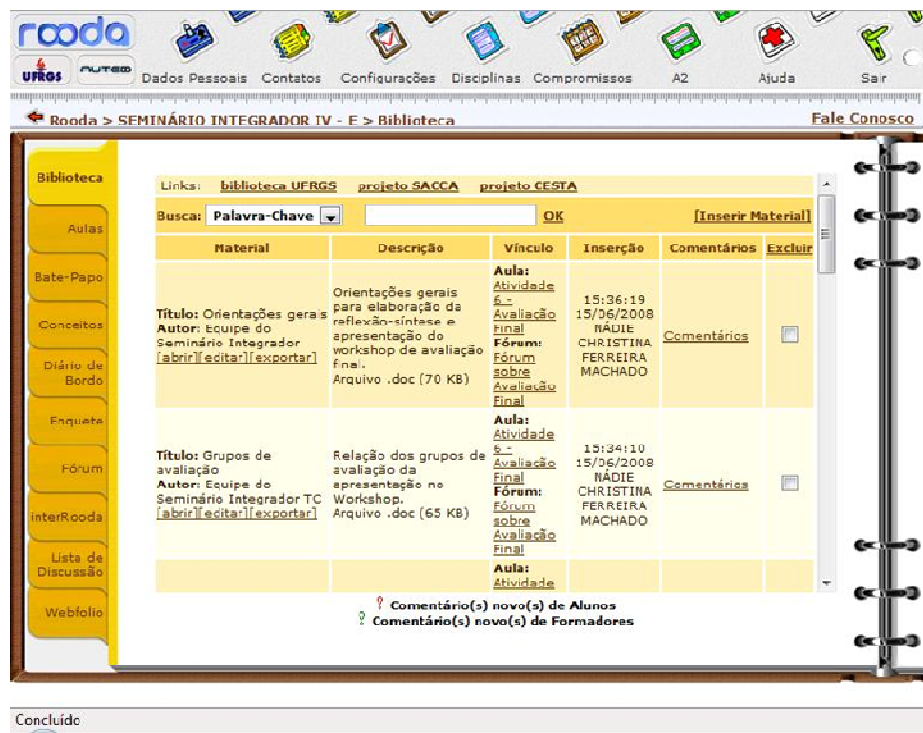 rooda
UFRGS NUTED
Dados Pessoais Contatos Configurações Disciplinas Compromissos A2 Ajuda Sair
Rooda > SEMINÁRIO INTEGRADOR IV - E > Biblioteca Fale Conosco
Biblioteca
Aulas
Bate-Papo
Conceitos
Diário de
Bordo
Enquete
Fórum
interRooda
Lista de
Discussão
Webfolio
Links: biblioteca UFRGS projeto SACCA projeto CESTA
Busca: Palavra-Chave OK [Inserir Material]
Material Descrição Vínculo Inserção Comentários Excluir
Título: Orientações gerais
Autor: Equipe do
Seminário Integrador
[abrir][editar][exportar]
Orientações gerais
para elaboração da
reflexão-síntese e
apresentação do
workshop de avaliação
final.
Arquivo .doc (70 KB)
Aula:
Atividade
6 -
Avaliação
Final
Fórum:
Fórum
sobre
Avaliação
Final
15:36:19
15/06/2008
NÁDIE
CHRISTINA
FERREIRA
MACHADO
Comentários
Título: Grupos de
avaliação
Autor: Equipe do
Seminário Integrador TC
[abrir][editar][exportar]
Relação dos grupos de
avaliação da
apresentação no
Workshop.
Arquivo .doc (65 KB)
Aula:
Atividade
6 -
Avaliação
Final
Fórum:
Fórum
sobre
Avaliação
Final
15:34:10
15/06/2008
NÁDIE
CHRISTINA
FERREIRA
MACHADO
Comentários
Aula:
Atividade
Comentário(s) novo(s) de Alunos
Comentário(s) novo(s) de Formadores
Concluído